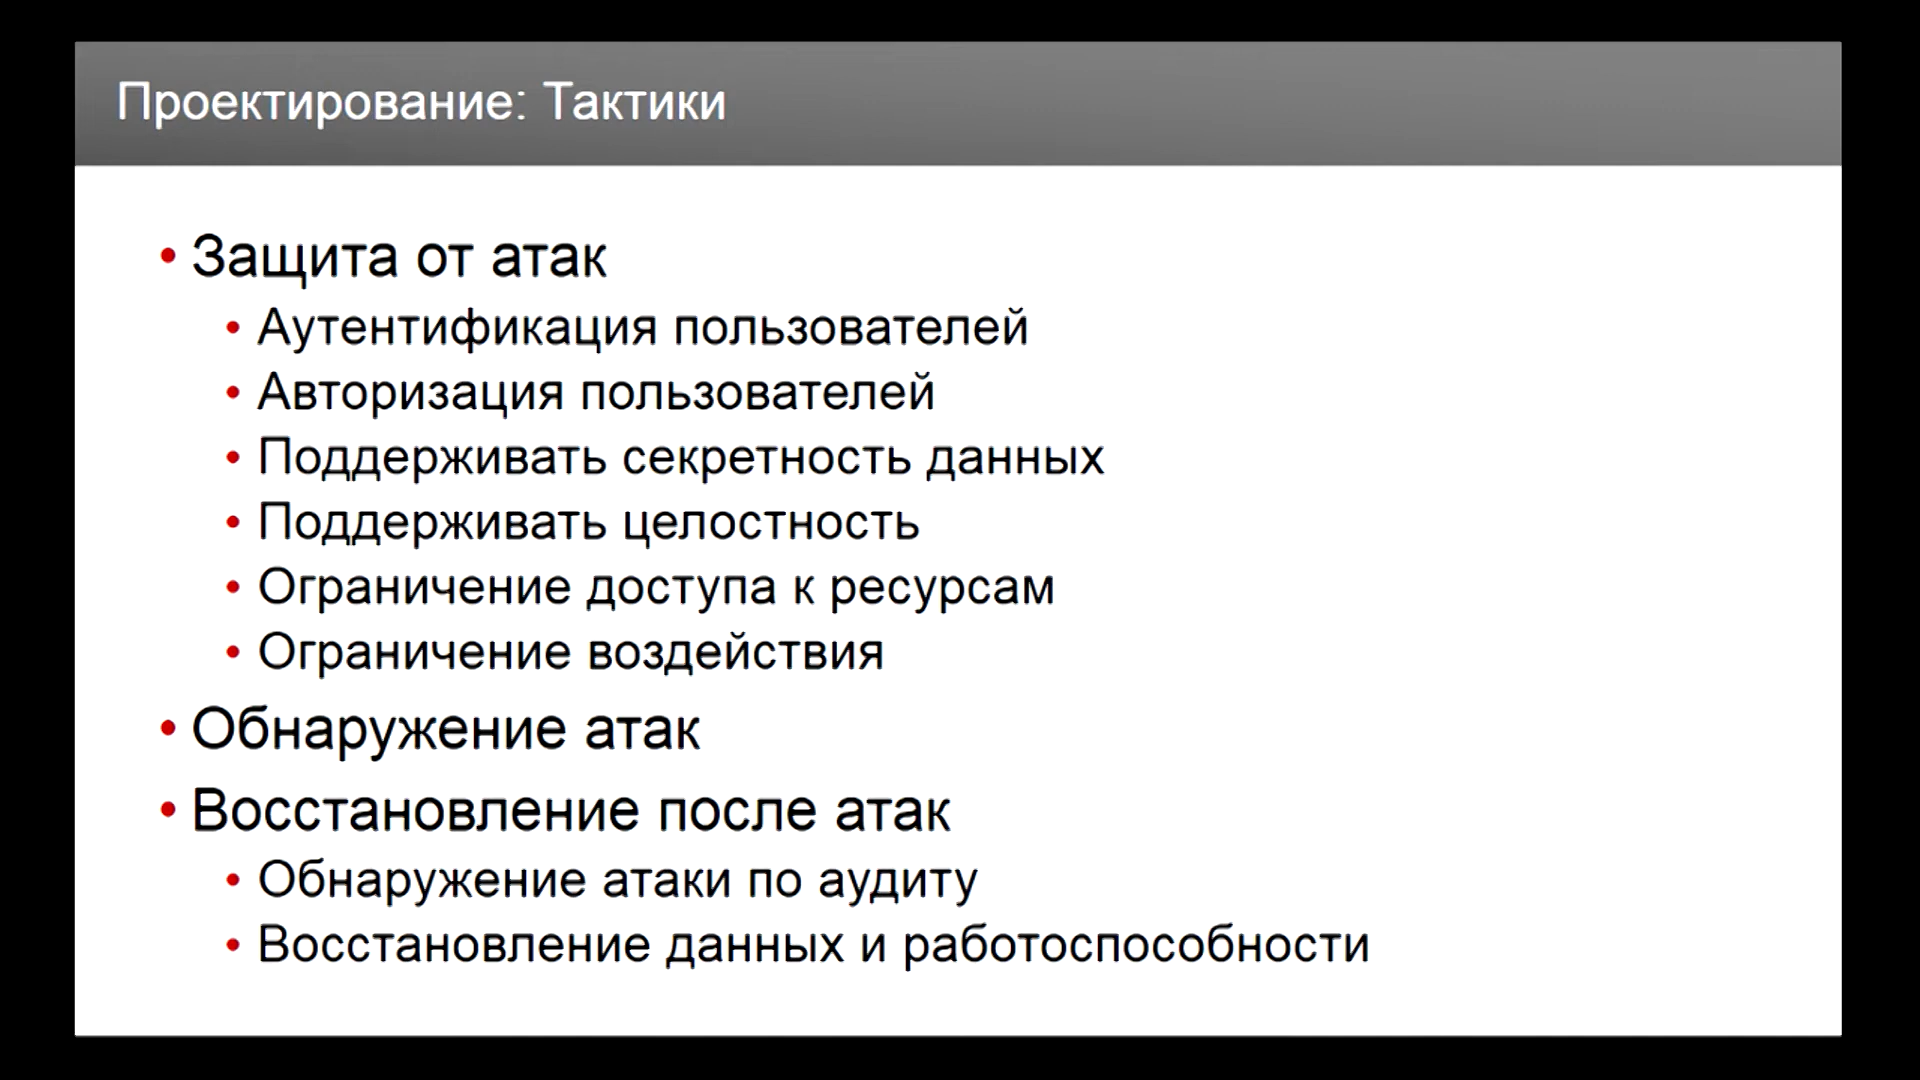 Проектирование: Тактики
• Защита от атак
• Аутентификация пользователей
• Авторизация пользователей
• Поддерживать секретность данных
• Поддерживать целостность
• Ограничение доступа к ресурсам
• Ограничение воздействия
• Обнаружение атак
• Восстановление после атак
• Обнаружение атаки по аудиту
• Восстановление данных и работоспособности